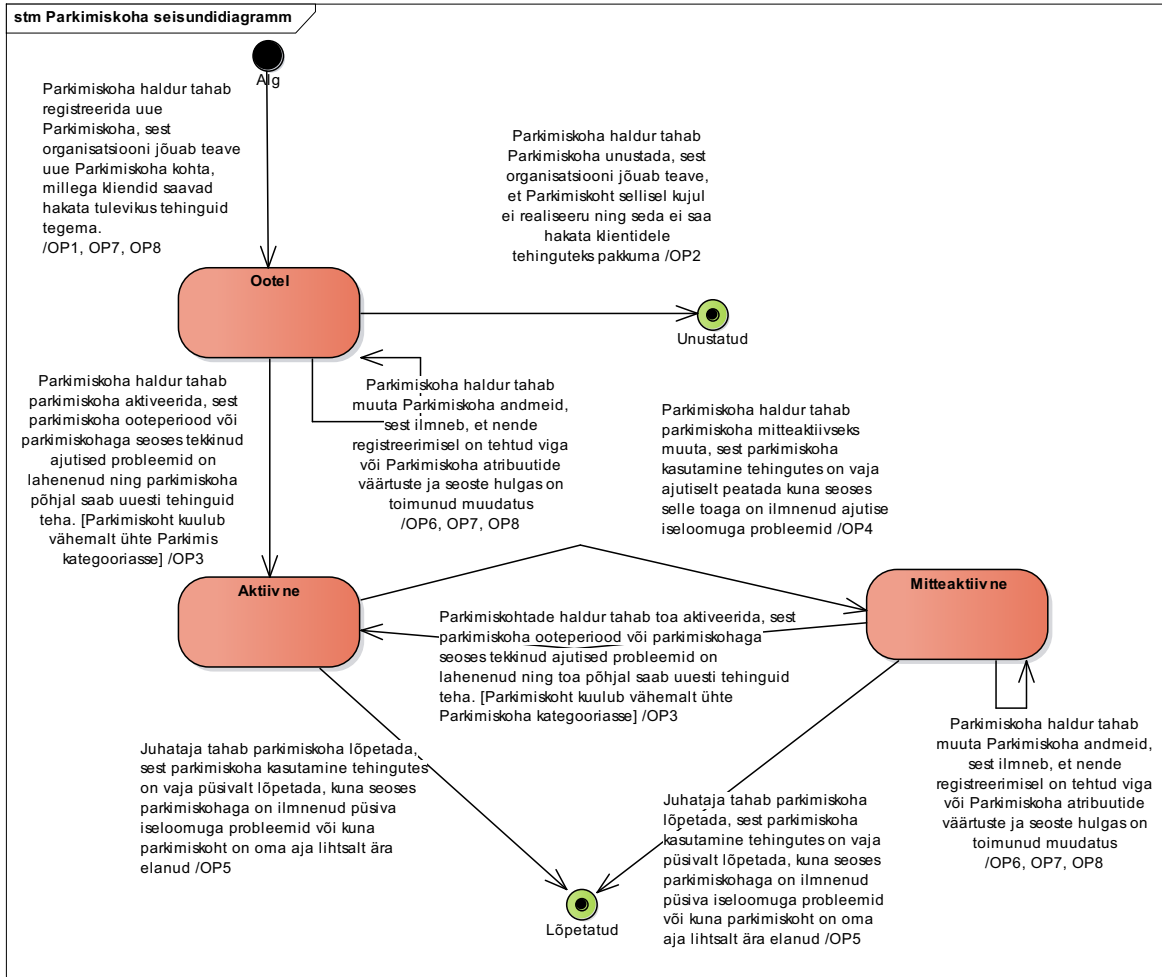 stm Parkimiskoha seisundidiagramm
Alg
Parkimiskoha haldur tahab
registreerida uue
Parkimiskoha, sest
organisatsiooni jõuab teave
uue Parkimiskoha kohta,
millega kliendid saavad
hakata tulevikus tehinguid
tegema.
/OP1, OP7, OP8
Parkimiskoha haldur tahab
Parkimiskoha unustada, sest
organisatsiooni jõuab teave,
et Parkimiskoht sellisel kujul
ei realiseeru ning seda ei saa
hakata klientidele
tehinguteks pakkuma /OP2
Ootel
Unustatud
Parkimiskoha haldur tahab
parkimiskoha aktiveerida, sest
parkimiskoha ooteperiood või
parkimiskohaga seoses tekkinud
ajutised probleemid on
lahenenud ning parkimiskoha
põhjal saab uuesti tehinguid
teha. [Parkimiskoht kuulub
vähemalt ühte Parkimis
kategooriasse] /OP3
Parkimiskoha haldur tahab
muuta Parkimiskoha andmeid,
sest ilmneb, et nende
registreerimisel on tehtud viga
või Parkimiskoha atribuutide
väärtuste ja seoste hulgas on
toimunud muudatus
/OP6, OP7, OP8
Parkimiskoha haldur tahab
parkimiskoha mitteaktiivseks
muuta, sest parkimiskoha
kasutamine tehingutes on vaja
ajutiselt peatada kuna seoses
selle toaga on ilmnenud ajutise
iseloomuga probleemid /OP4
Aktiivne
Mitteaktiivne
Parkimiskohtade haldur tahab toa aktiveerida, sest
parkimiskoha ooteperiood või parkimiskohaga
seoses tekkinud ajutised probleemid on
lahenenud ning toa põhjal saab uuesti tehinguid
teha. [Parkimiskoht kuulub vähemalt ühte
Parkimiskoha kategooriasse] /OP3
Juhataja tahab parkimiskoha lõpetada,
sest parkimiskoha kasutamine tehingutes
on vaja püsivalt lõpetada, kuna seoses
parkimiskohaga on ilmnenud püsiva
iseloomuga probleemid või kuna
parkimiskoht on oma aja lihtsalt ära
elanud /OP5
Juhataja tahab parkimiskoha
lõpetada, sest parkimiskoha
kasutamine tehingutes on vaja
püsivalt lõpetada, kuna seoses
parkimiskohaga on ilmnenud
püsiva iseloomuga probleemid
või kuna parkimiskoht on oma
aja lihtsalt ära elanud /OP5
Parkimiskoha haldur tahab
muuta Parkimiskoha andmeid,
sest ilmneb, et nende
registreerimisel on tehtud viga
või Parkimiskoha atribuutide
väärtuste ja seoste hulgas on
toimunud muudatus
/OP6, OP7, OP8
Lõpetatud